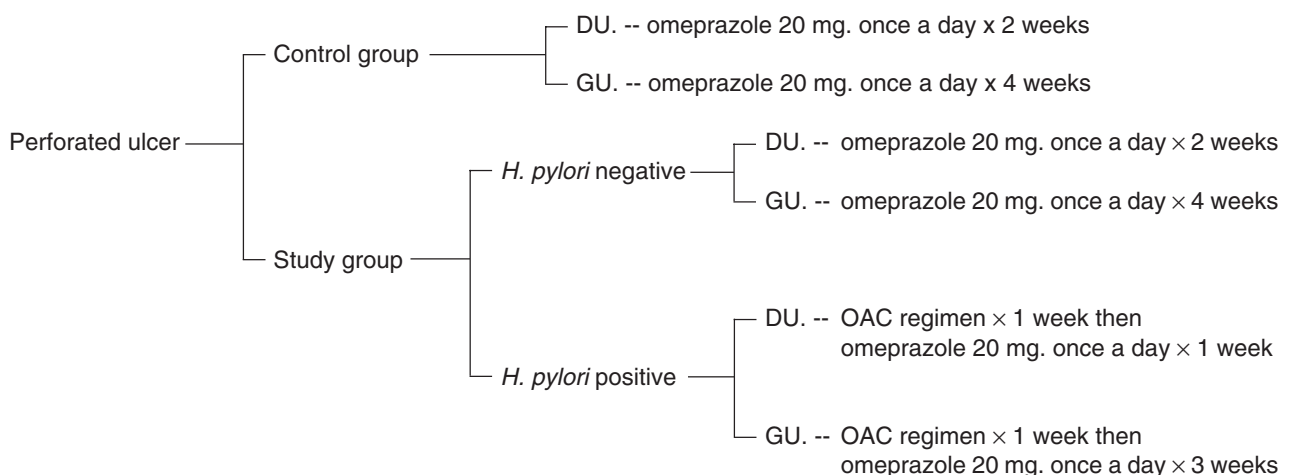 DU. -- omeprazole 20 mg. once a day x 2 weeks
Control group
GU. -- omeprazole 20 mg. once a day x 4 weeks
Perforated ulcer
DU. -- omeprazole 20 mg. once a day × 2 weeks
H. pylori negative
GU. -- omeprazole 20 mg. once a day × 4 weeks
Study group
DU. -- OAC regimen × 1 week then
omeprazole 20 mg. once a day × 1 week
H. pylori positive
GU. -- OAC regimen × 1 week then
omeprazole 20 mg. once a day × 3 weeks